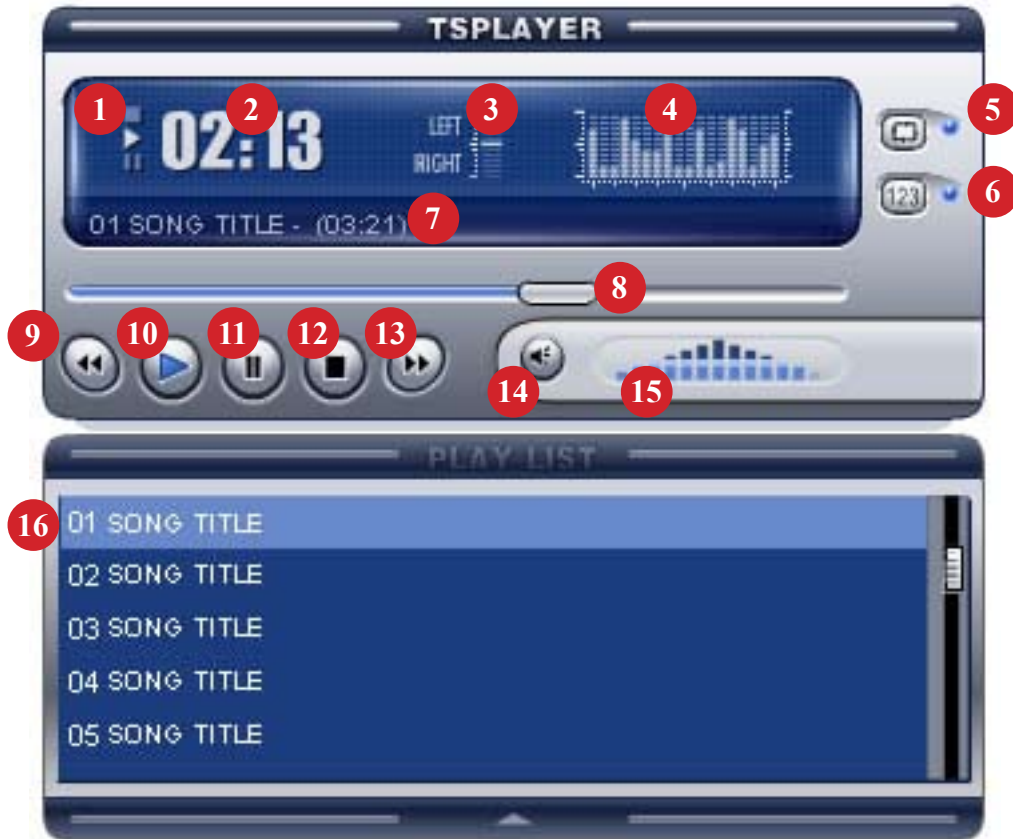 TSPLAYER
1
2
3
4
5
02:13
LEFT
RIGHT
123
6
01 SONG TITLE - (03:21)
7
8
9
10
11
12
13
14
15
PLAY LIST
16
01 SONG TITLE
02 SONG TITLE
03 SONG TITLE
04 SONG TITLE
05 SONG TITLE